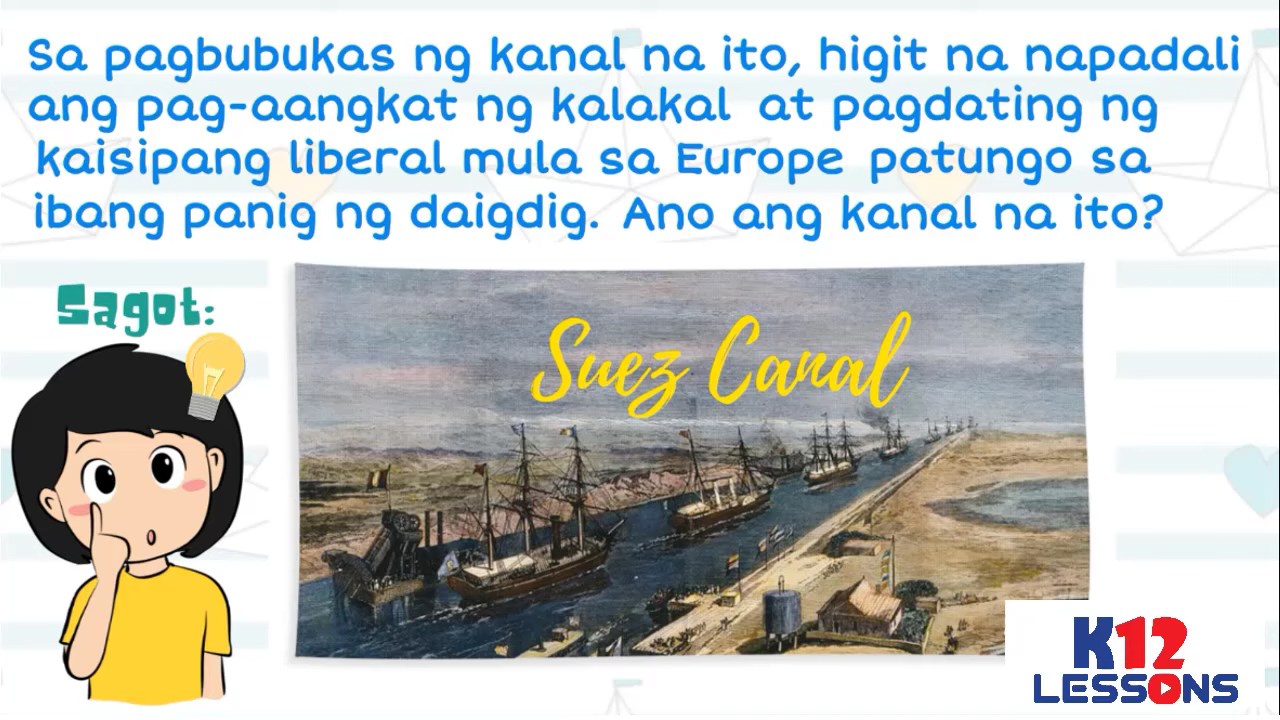 Sa pagbubukas ng kanal na ito, higit na napadali
ang pag-aangkat ng kalakal at pagdating ng
kaisipang liberal mula sa Europe patungo sa
ibang panig ng daigdig. Ano ang kanal na ito?
Sagot:
Suez Canal
K12
LESSONS